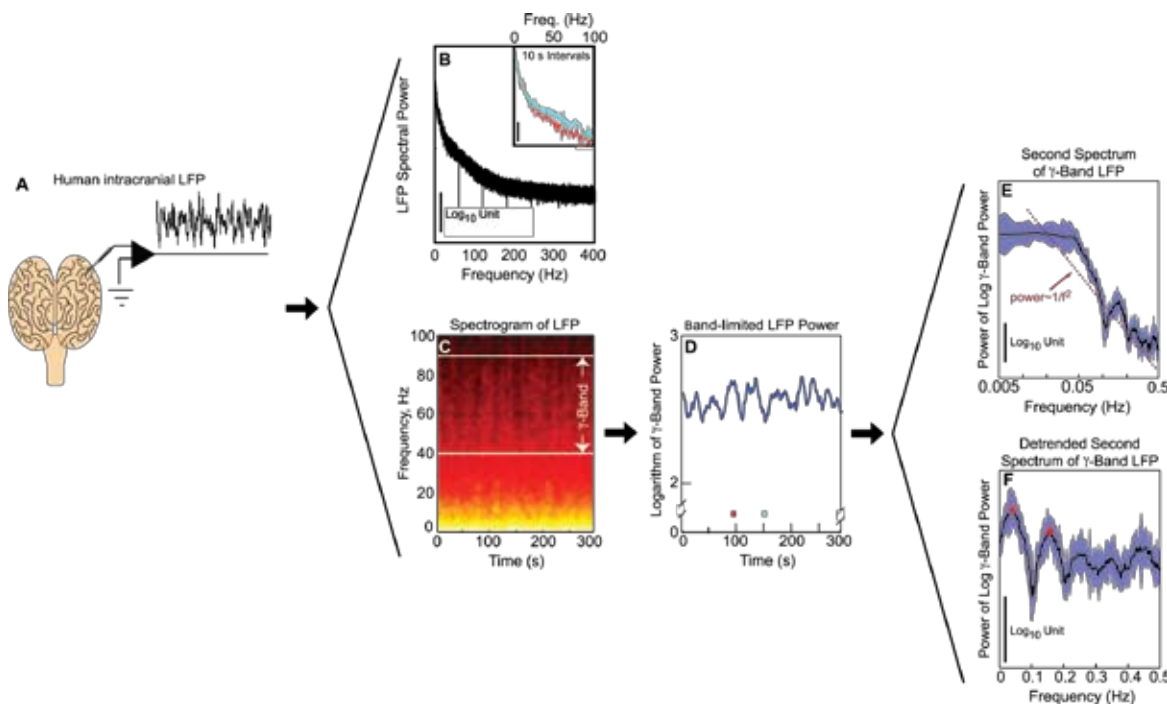 A
Human intracranial LFP
Freq. (Hz)
0 50 100
B
10 s Intervals
LFP Spectral Power
Log10 Unit
0 100 200 300 400
Frequency (Hz)
Spectrogram of LFP
C
100
80
60
40
20
0
Frequency, Hz
γ-Band
0 100 200 300
Time (s)
Band-limited LFP Power
D
3
2
Logarithm of γ-Band Power
0 100 200 300
Time (s)
Second Spectrum
of γ-Band LFP
E
Power of Log γ-Band Power
power~1/f²
Log10 Unit
0.005 0.05 0.5
Frequency (Hz)
Detrended Second
Spectrum of γ-Band LFP
F
Power of Log γ-Band Power
Log10 Unit
0 0.1 0.2 0.3 0.4 0.5
Frequency (Hz)